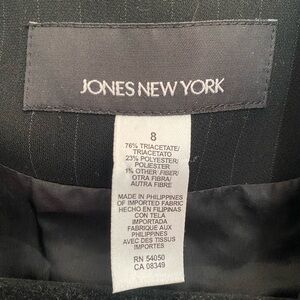 JONES NEW YORK
8
76% TRIACETATE/
TRIACETATO
23% POLYESTER/
POLIESTER
1% OTHER FIBER/
OTRA FIBRA/
AUTRA FIBRE
MADE IN PHILIPPINES
OF IMPORTED FABRIC
HECHO EN FILIPINAS
CON TELA
IMPORTADA
FABRIQUE AUX
PHILIPPINES
AVEC DES TISSUS
IMPORTES
RN 54050
CA 08349